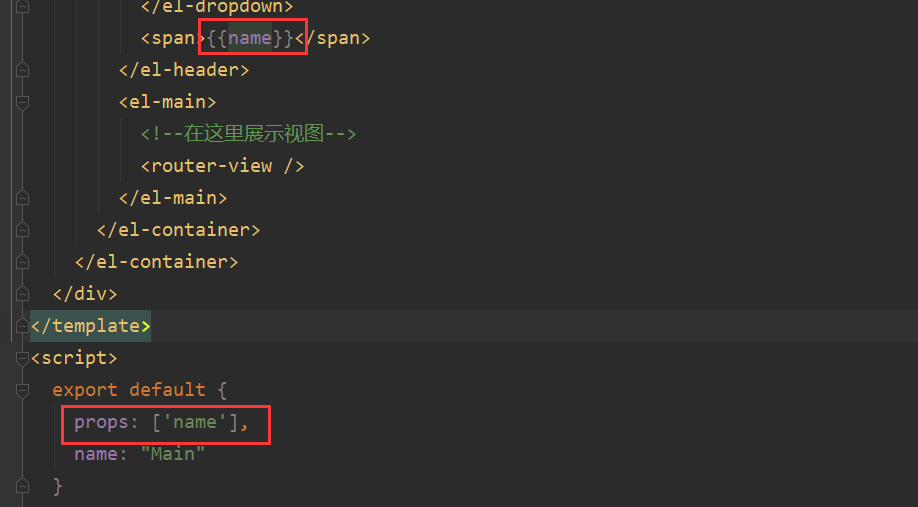 </el-dropdown>
<span>{{name}}</span>
</el-header>
<el-main>
<!--在这里展示视图-->
<router-view />
</el-main>
</el-container>
</el-container>
</div>
</template>
<script>
export default {
props: ['name'],
name: "Main"
}